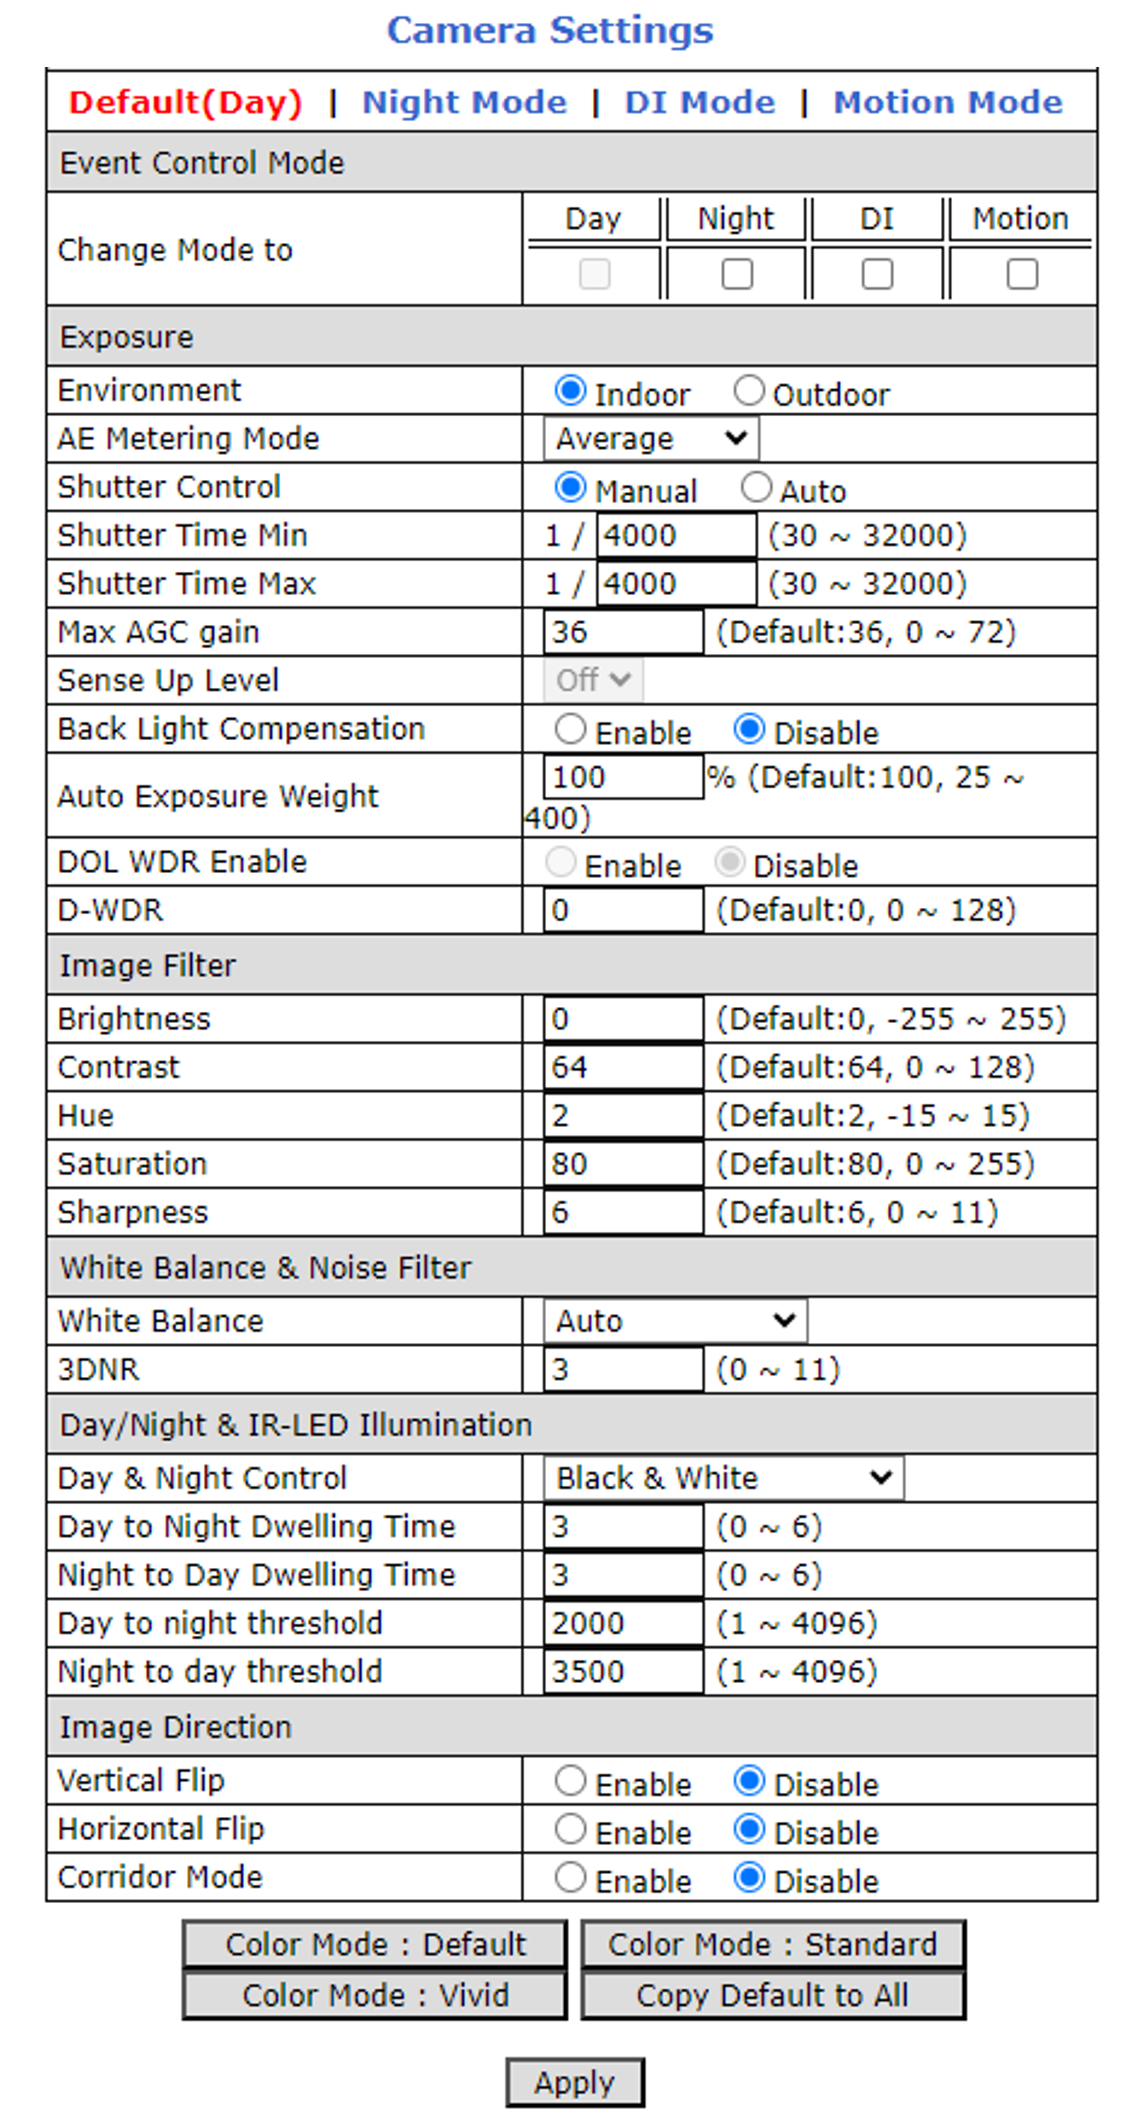 Camera Settings
Default(Day) | Night Mode | DI Mode | Motion Mode
Event Control Mode
Change Mode to
Day Night DI Motion
Exposure
Environment Indoor Outdoor
AE Metering Mode Average
Shutter Control Manual Auto
Shutter Time Min 1 / 4000 (30 ~ 32000)
Shutter Time Max 1 / 4000 (30 ~ 32000)
Max AGC gain 36 (Default:36, 0 ~ 72)
Sense Up Level Off
Back Light Compensation Enable Disable
Auto Exposure Weight 100 % (Default:100, 25 ~
400)
DOL WDR Enable Enable Disable
D-WDR 0 (Default:0, 0 ~ 128)
Image Filter
Brightness 0 (Default:0, -255 ~ 255)
Contrast 64 (Default:64, 0 ~ 128)
Hue 2 (Default:2, -15 ~ 15)
Saturation 80 (Default:80, 0 ~ 255)
Sharpness 6 (Default:6, 0 ~ 11)
White Balance & Noise Filter
White Balance Auto
3DNR 3 (0 ~ 11)
Day/Night & IR-LED Illumination
Day & Night Control Black & White
Day to Night Dwelling Time 3 (0 ~ 6)
Night to Day Dwelling Time 3 (0 ~ 6)
Day to night threshold 2000 (1 ~ 4096)
Night to day threshold 3500 (1 ~ 4096)
Image Direction
Vertical Flip Enable Disable
Horizontal Flip Enable Disable
Corridor Mode Enable Disable
Color Mode : Default Color Mode : Standard
Color Mode : Vivid Copy Default to All
Apply